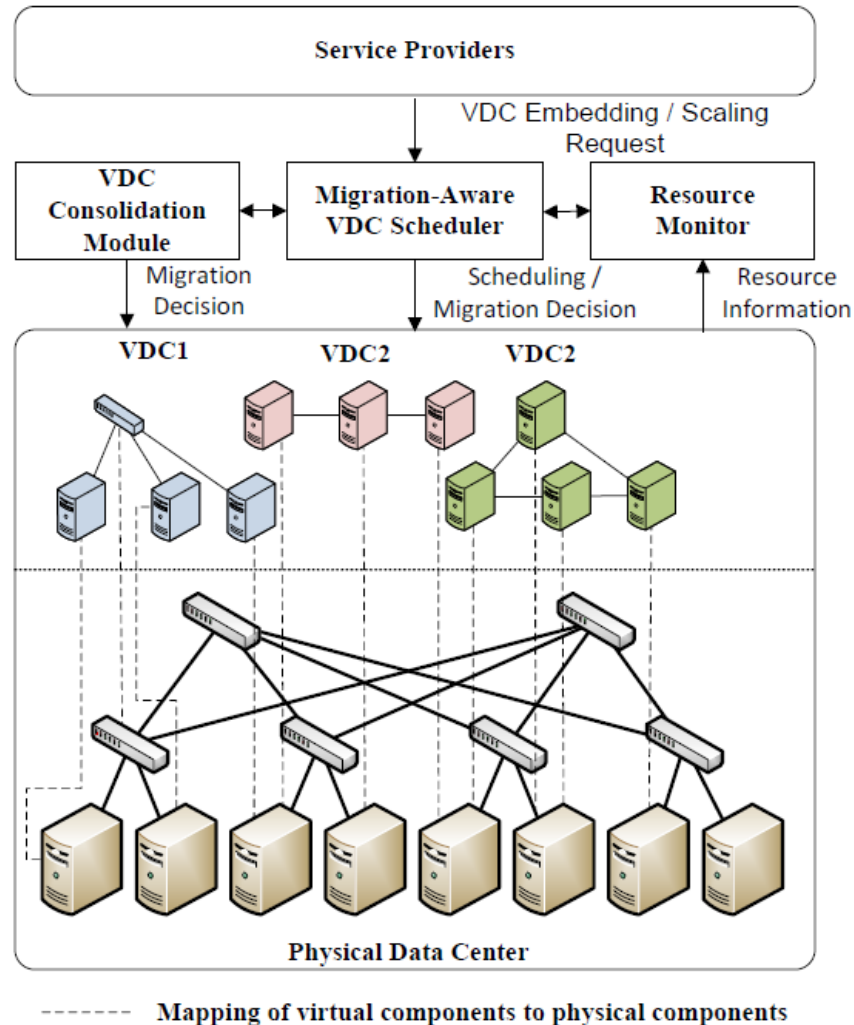 Service Providers
VDC Embedding / Scaling
Request
VDC
Consolidation
Module
Migration-Aware
VDC Scheduler
Resource
Monitor
Migration
Decision
Scheduling /
Migration Decision
Resource
Information
VDC1
VDC2
VDC2
Physical Data Center
Mapping of virtual components to physical components